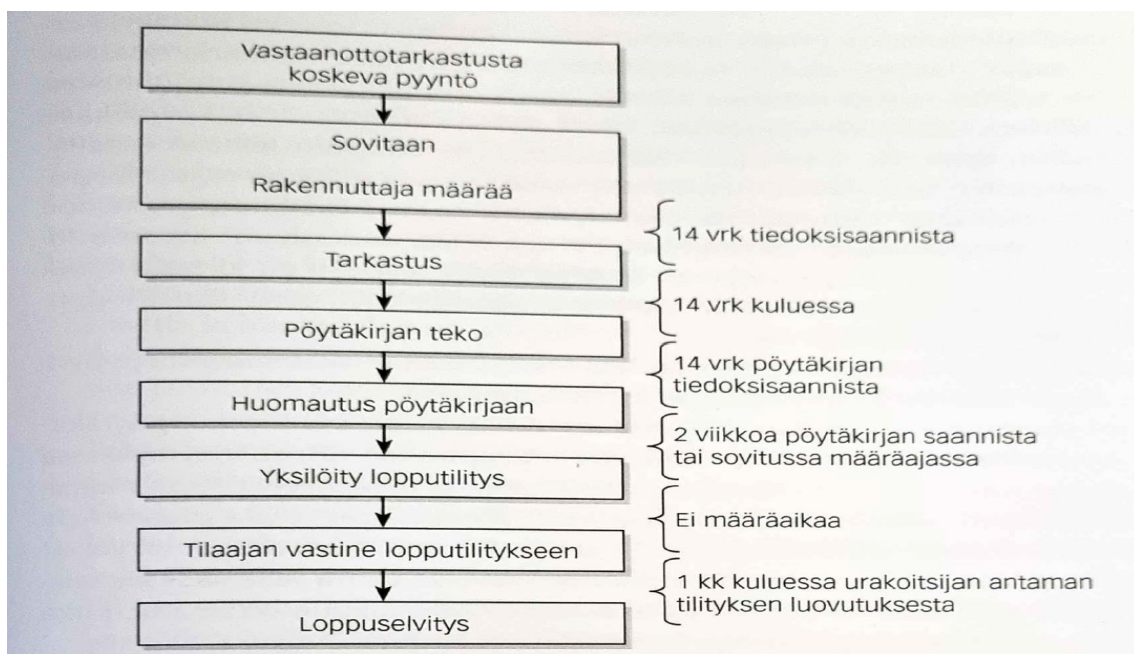 Vastaanottotarkastusta
koskeva pyyntö
Sovitaan
Rakennuttaja määrää
14 vrk tiedoksisaannista
Tarkastus
14 vrk kuluessa
Pöytäkirjan teko
14 vrk pöytäkirjan
tiedoksisaannista
Huomautus pöytäkirjaan
2 viikkoa pöytäkirjan saannista
tai sovitussa määräajassa
Yksilöity lopputilitys
Ei määräaikaa
Tilaajan vastine lopputilitykseen
1 kk kuluessa urakoitsijan antaman
tilityksen luovutuksesta
Loppuselvitys